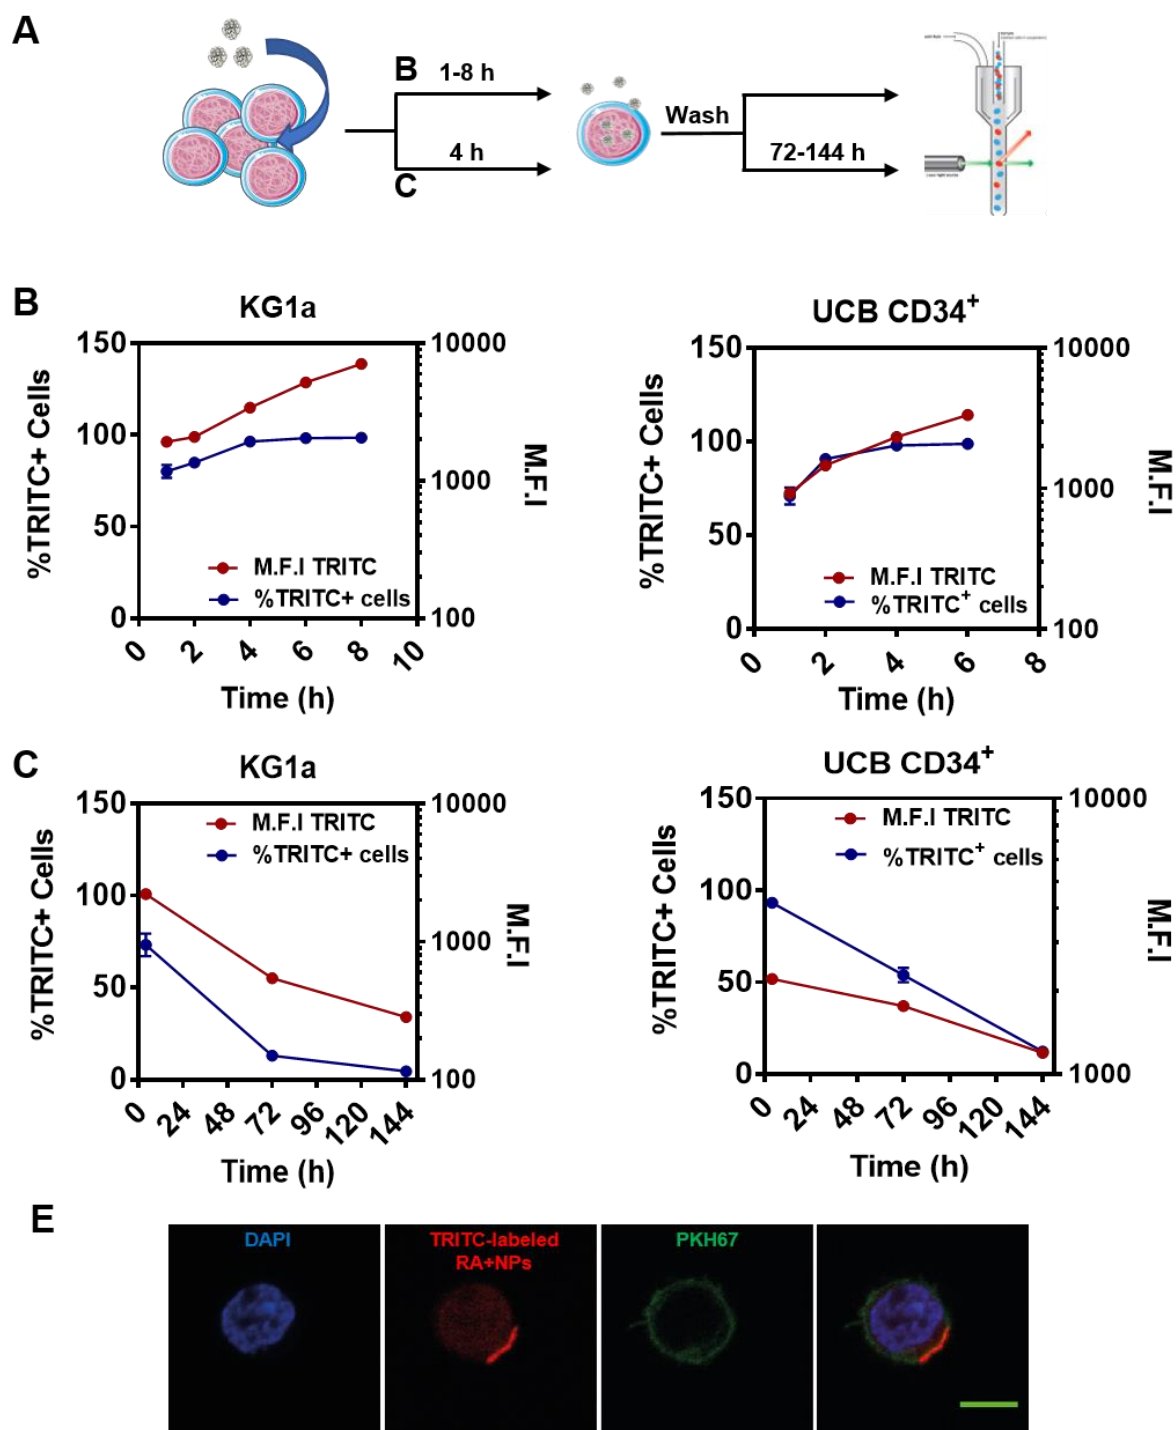 A
B
1-8 h
4 h
C
Wash
72-144 h
B
KG1a
150
100
50
0
%TRITC+ Cells
10000
1000
100
M.F.I
M.F.I TRITC
%TRITC+ cells
0 2 4 6 8 10
Time (h)
UCB CD34+
150
100
50
0
%TRITC+ Cells
10000
1000
100
M.F.I
M.F.I TRITC
%TRITC+ cells
0 2 4 6 8
Time (h)
C
KG1a
150
100
50
0
%TRITC+ Cells
10000
1000
100
M.F.I
M.F.I TRITC
%TRITC+ cells
0 24 48 72 96 120 144
Time (h)
UCB CD34+
150
100
50
0
%TRITC+ Cells
10000
1000
M.F.I
M.F.I TRITC
%TRITC+ cells
0 24 48 72 96 120 144
Time (h)
E
DAPI
TRITC-labeled
RA+NPs
PKH67